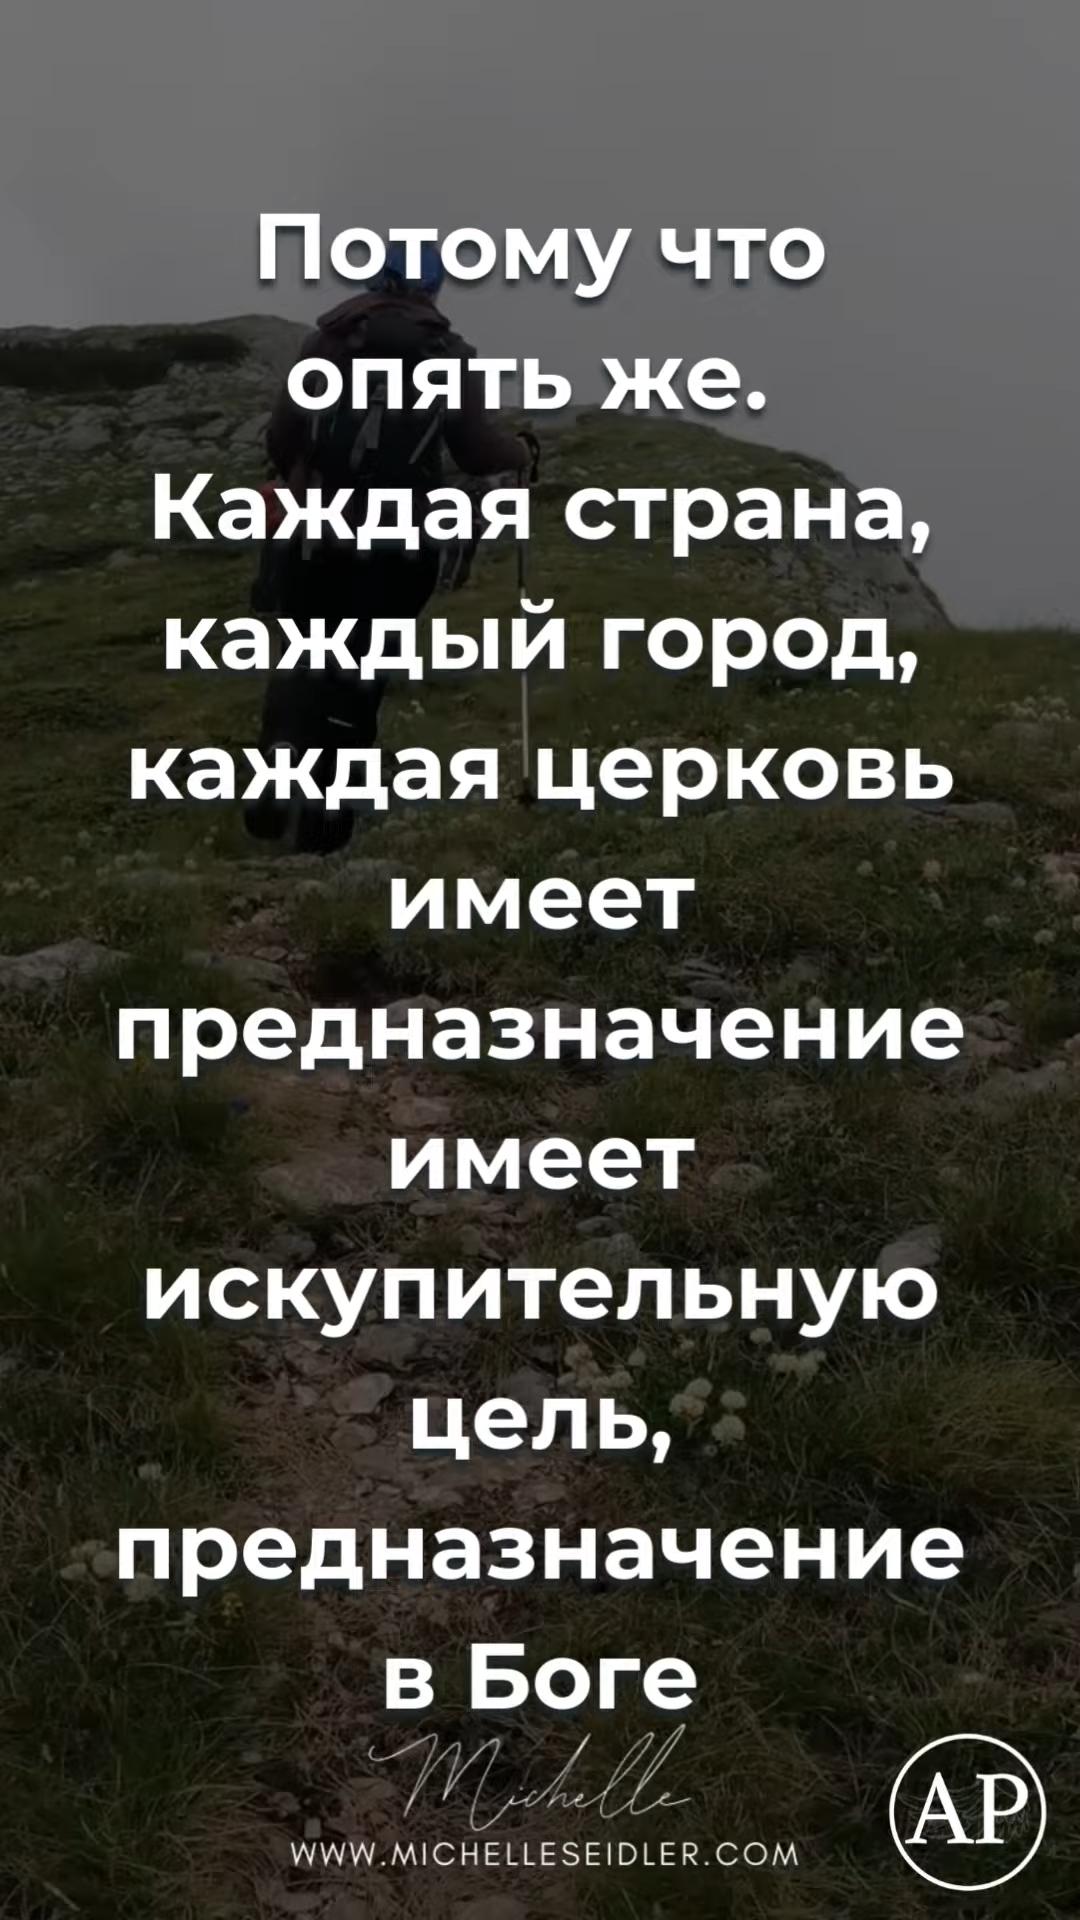 Потому что
опять же.
Каждая страна,
каждый город,
каждая церковь
имеет
предназначение
имеет
искупительную
цель,
предназначение
в Боге
Michelle
WWW.MICHELLESEIDLER.COM
AP